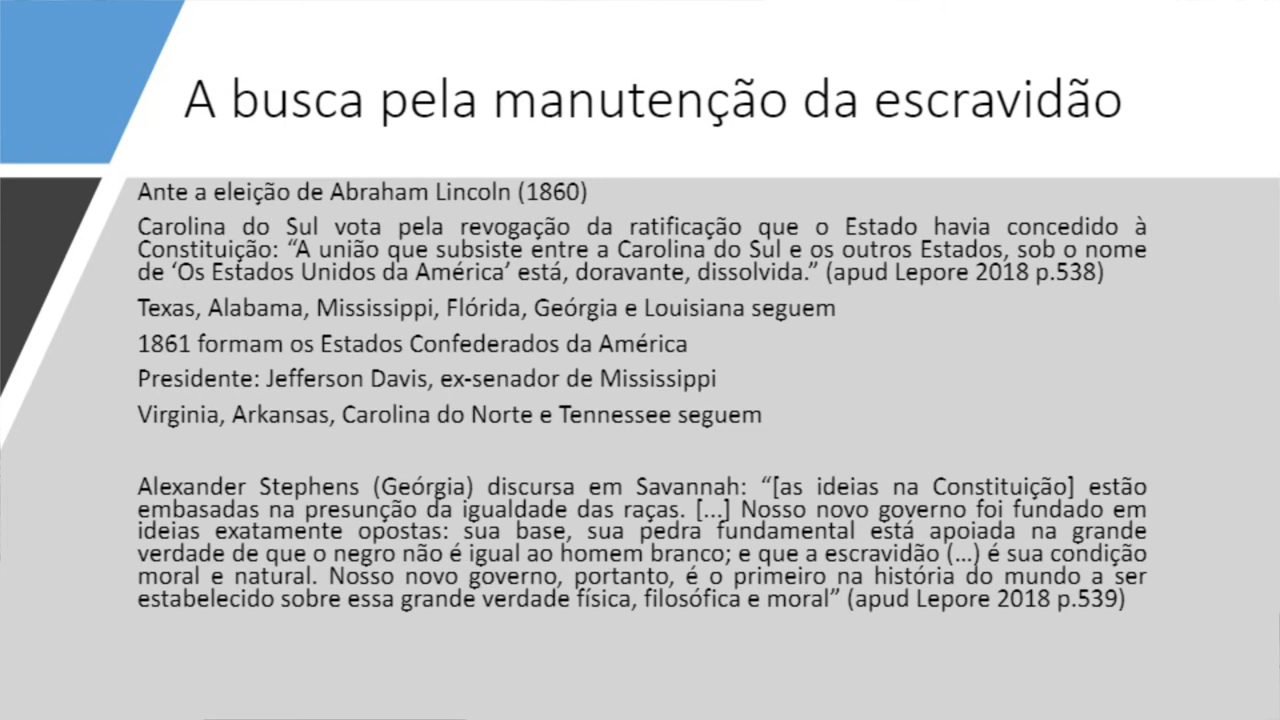 A busca pela manutenção da escravidão
Ante a eleição de Abraham Lincoln (1860)
Carolina do Sul vota pela revogação da ratificação que o Estado havia concedido à
Constituição: “A união que subsiste entre a Carolina do Sul e os outros Estados, sob o nome
de ‘Os Estados Unidos da América’ está, doravante, dissolvida.” (apud Lepore 2018 p.538)
Texas, Alabama, Mississippi, Flórida, Geórgia e Louisiana seguem
1861 formam os Estados Confederados da América
Presidente: Jefferson Davis, ex-senador de Mississippi
Virginia, Arkansas, Carolina do Norte e Tennessee seguem
Alexander Stephens (Geórgia) discursa em Savannah: “[as ideias na Constituição] estão
embasadas na presunção da igualdade das raças. [...] Nosso novo governo foi fundado em
ideias exatamente opostas: sua base, sua pedra fundamental está apoiada na grande
verdade de que o negro não é igual ao homem branco; e que a escravidão (...) é sua condição
moral e natural. Nosso novo governo, portanto, é o primeiro na história do mundo a ser
estabelecido sobre essa grande verdade física, filosófica e moral” (apud Lepore 2018 p.539)